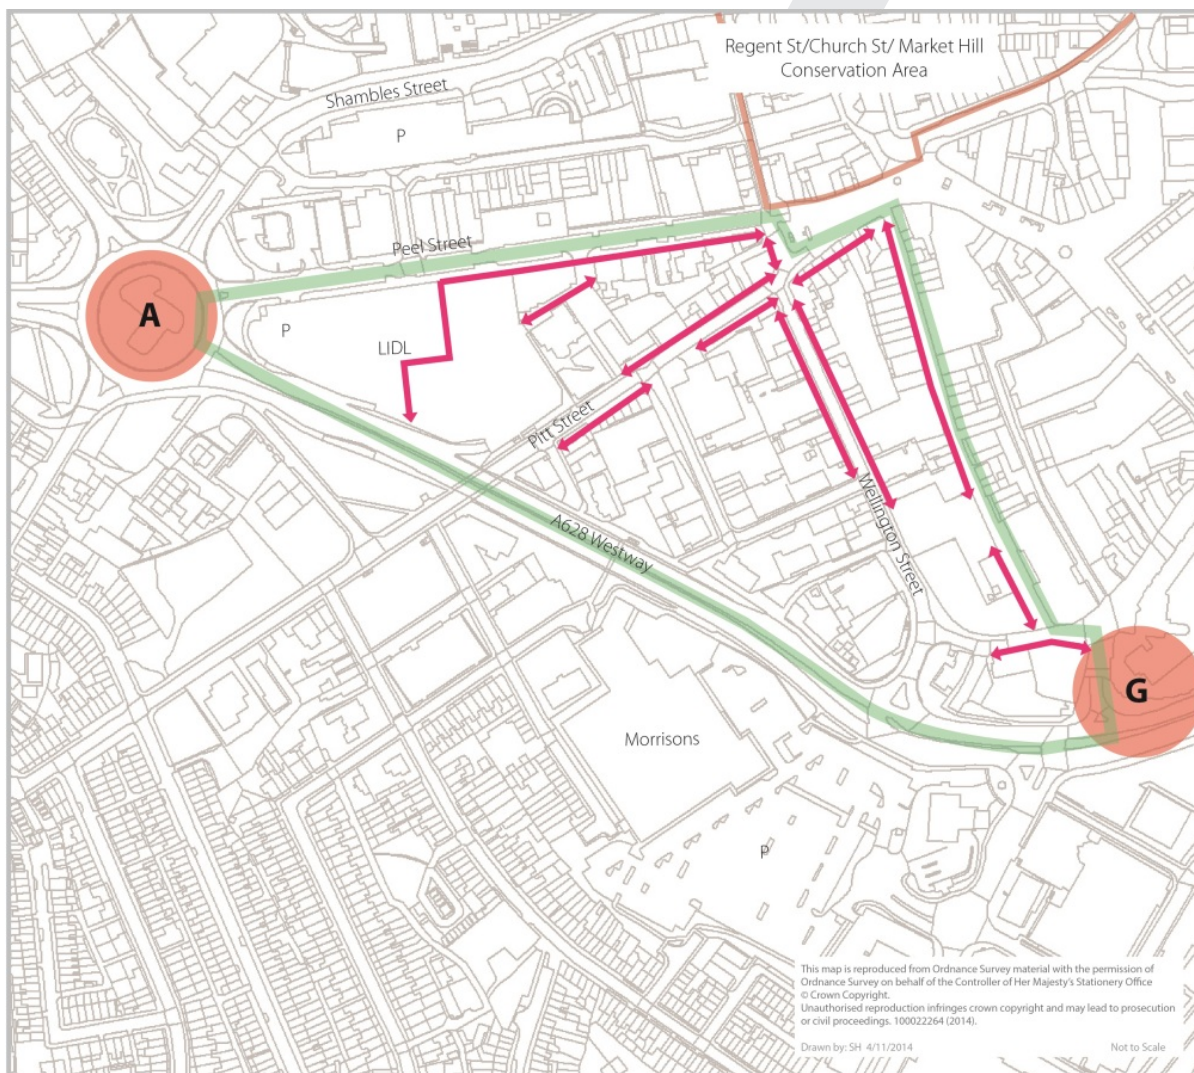 Regent St/Church St/ Market Hill
Conservation Area
Shambles Street
P
Peel Street
A
P
LIDL
Pitt Street
A628 Westway
Wellington Street
G
Morrisons
P
This map is reproduced from Ordnance Survey material with the permission of
Ordnance Survey on behalf of the Controller of Her Majesty's Stationery Office
© Crown Copyright.
Unauthorised reproduction infringes crown copyright and may lead to prosecution
or civil proceedings. 100022264 (2014).
Drawn by: SH 4/11/2014
Not to Scale